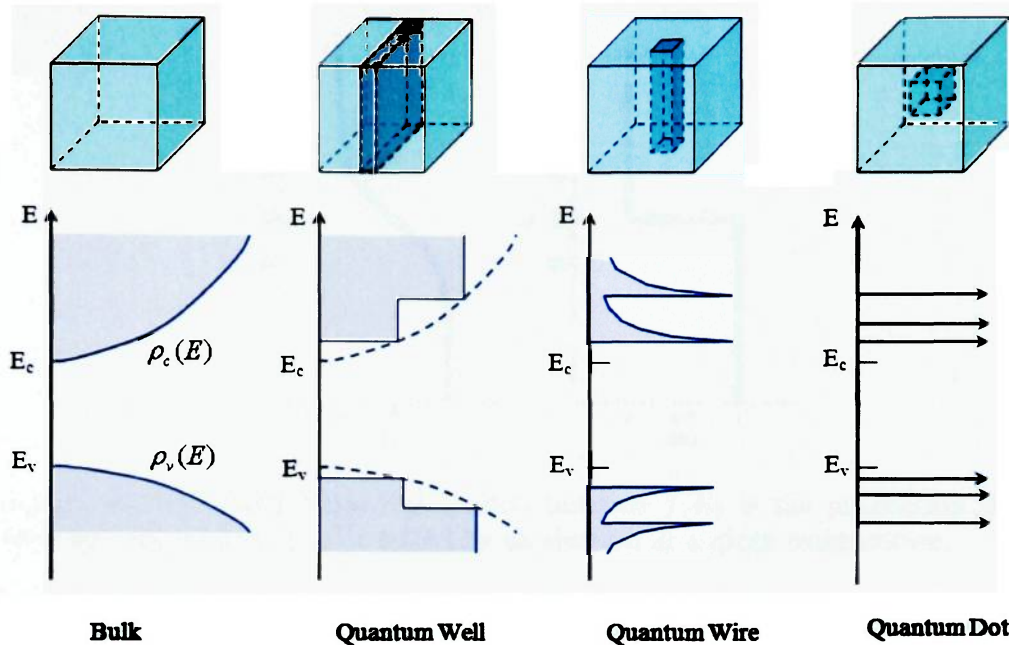 E
E
E
E
ρc(E)
Ec
Ec
Ec
Ec
ρv(E)
Ev
Ev
Ev
Ev
Bulk
Quantum Well
Quantum Wire
Quantum Dot